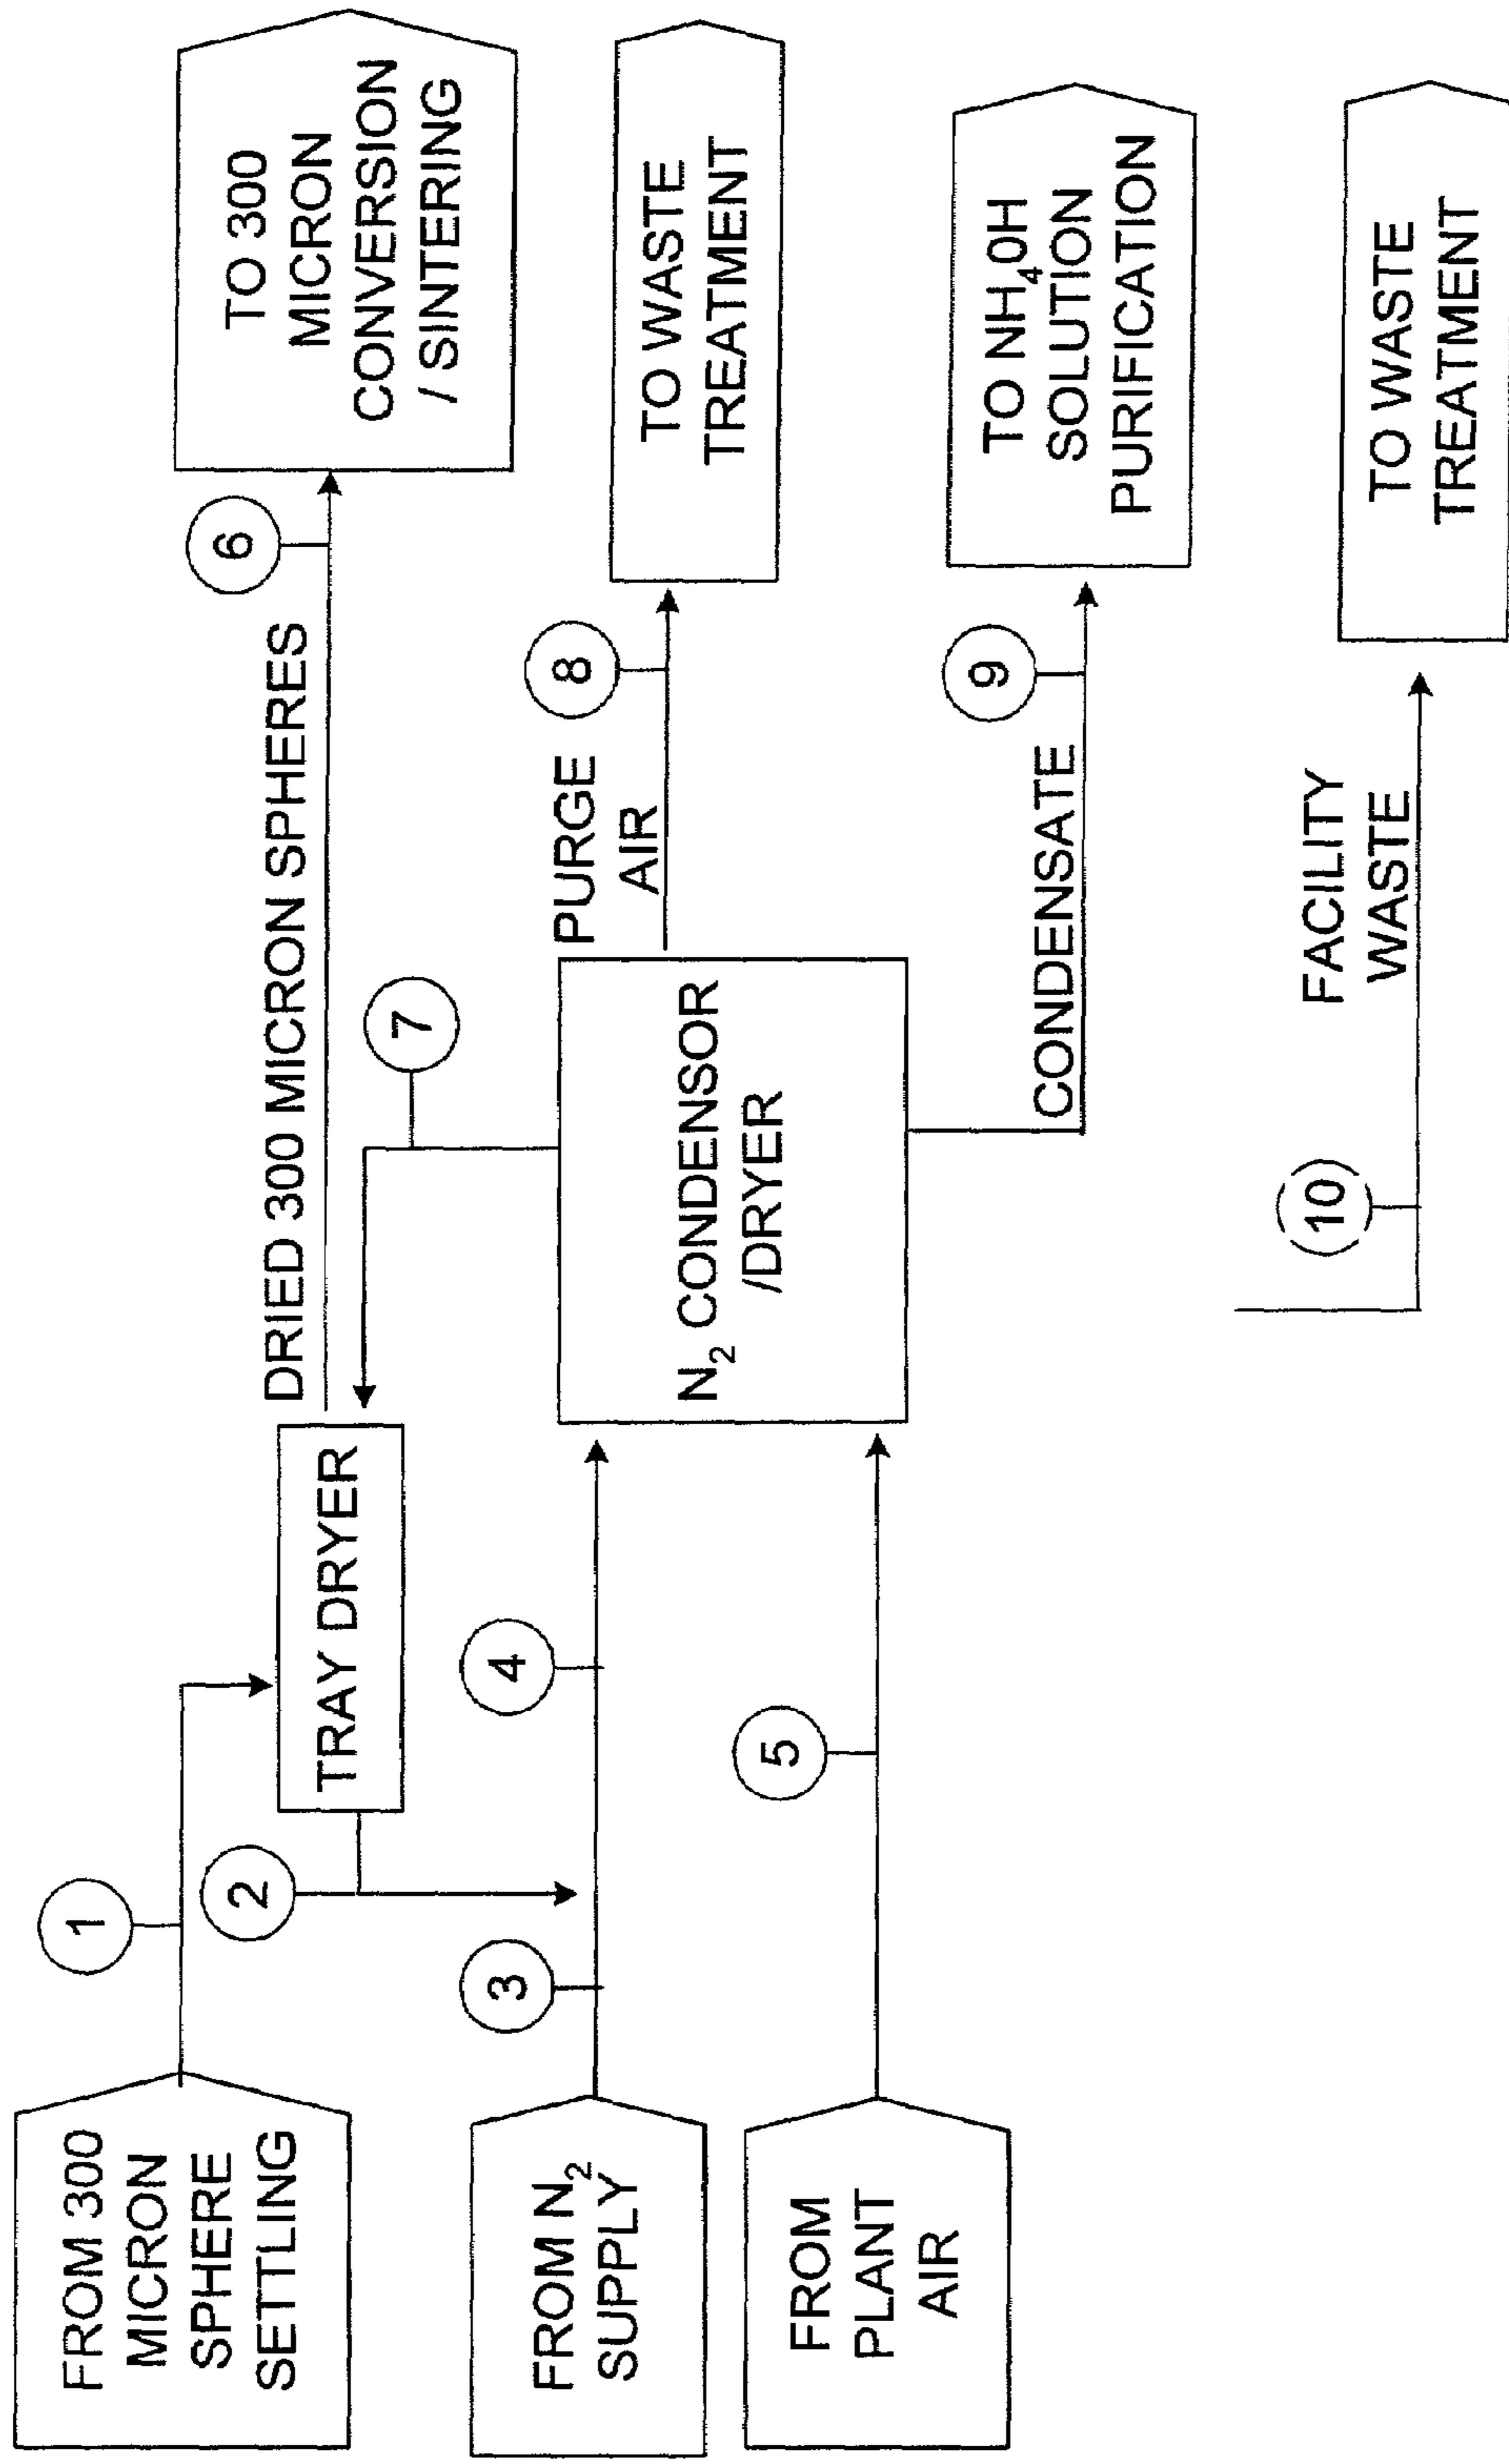 FROM 300
MICRON
SPHERE
SETTLING
1
2
TRAY DRYER
DRIED 300 MICRON SPHERES
6
TO 300
MICRON
CONVERSION
/ SINTERING
7
FROM N₂
SUPPLY
3
4
N₂ CONDENSOR
/DRYER
PURGE
AIR
8
TO WASTE
TREATMENT
FROM
PLANT
AIR
5
CONDENSATE
9
TO NH₄0H
SOLUTION
PURIFICATION
10
FACILITY
WASTE
TO WASTE
TREATMENT